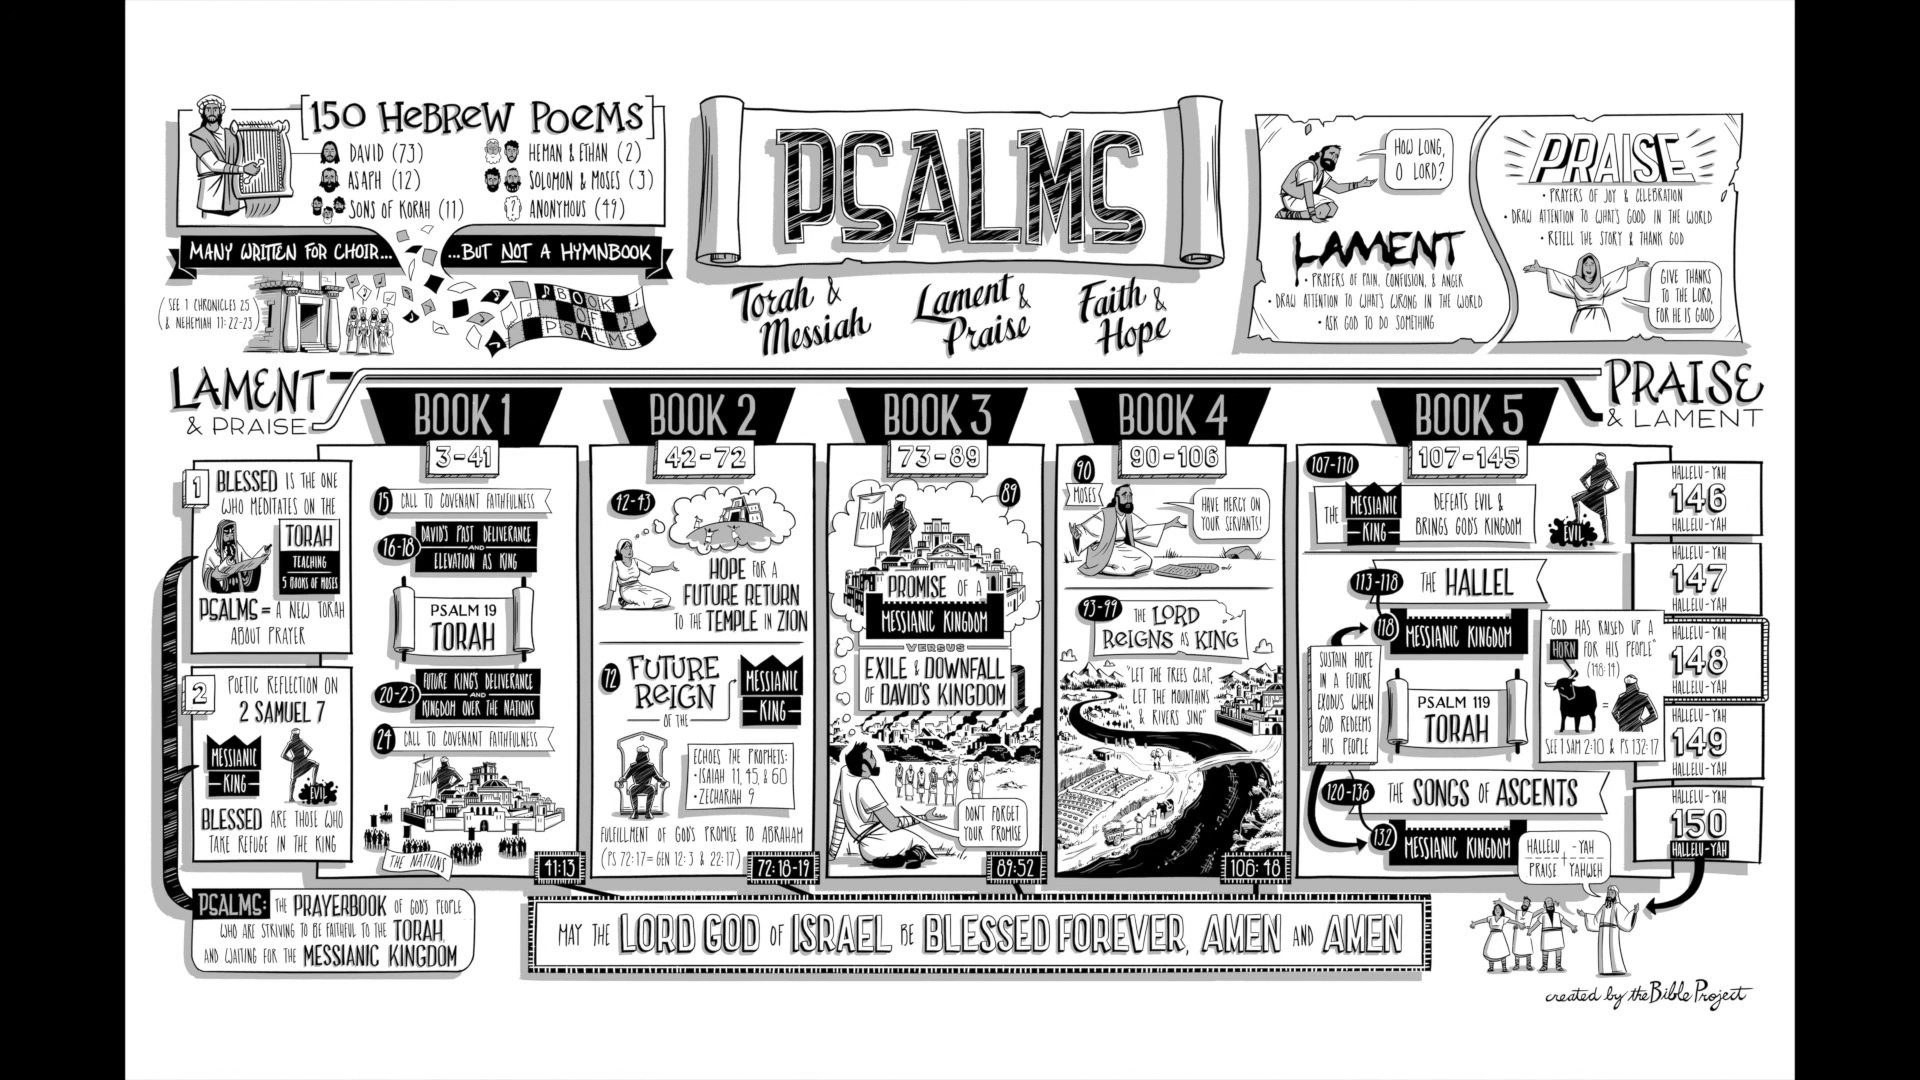 150 HEBREW POEMS
DAVID (73)
ASAPH (12)
SONS OF KORAH (11)
HEMAN & ETHAN (2)
SOLOMON & MOSES (3)
ANONYMOUS (49)
MANY WRITTEN FOR CHOIR...
...BUT NOT A HYMNBOOK
(SEE 1 CHRONICLES 25
& NEHEMIAH 11:22-23)
BOOK
OF
PSALMS
PSALMS
Torah &
Messiah
Lament &
Praise
Faith &
Hope
HOW LONG,
O LORD?
LAMENT
• PRAYERS OF PAIN, CONFUSION, & ANGER
• DRAW ATTENTION TO WHAT'S WRONG IN THE WORLD
• ASK GOD TO DO SOMETHING
PRAISE
• PRAYERS OF JOY & CELEBRATION
• DRAW ATTENTION TO WHAT'S GOOD IN THE WORLD
• RETELL THE STORY & THANK GOD
GIVE THANKS
TO THE LORD,
FOR HE IS GOOD
LAMENT
& PRAISE
PRAISE
& LAMENT
1
BLESSED IS THE ONE
WHO MEDITATES ON THE
TORAH
TEACHING
5 BOOKS OF MOSES
PSALMS = A NEW TORAH
ABOUT PRAYER
2
POETIC REFLECTION ON
2 SAMUEL 7
MESSIANIC
KING
EVIL
BLESSED ARE THOSE WHO
TAKE REFUGE IN THE KING
PSALMS: THE PRAYERBOOK OF GOD'S PEOPLE
WHO ARE STRIVING TO BE FAITHFUL TO THE TORAH
AND WAITING FOR THE MESSIANIC KINGDOM
BOOK 1
3-41
15 CALL TO COVENANT FAITHFULNESS
16-18
DAVID'S PAST DELIVERANCE
AND
ELEVATION AS KING
PSALM 19
TORAH
20-23
FUTURE KING'S DELIVERANCE
AND
KINGDOM OVER THE NATIONS
24 CALL TO COVENANT FAITHFULNESS
ZION
THE NATIONS
41:13
BOOK 2
42-72
42-43
HOPE FOR A
FUTURE RETURN
TO THE TEMPLE IN ZION
72
FUTURE
REIGN
OF THE
MESSIANIC
KING
ECHOES THE PROPHETS:
• ISAIAH 11, 45, & 60
• ZECHARIAH 9
FULFILLMENT OF GOD'S PROMISE TO ABRAHAM
(PS 72:17 = GEN 12:3 & 22:17)
72:18-19
BOOK 3
73-89
89
ZION
PROMISE OF A
MESSIANIC KINGDOM
VERSUS
EXILE & DOWNFALL
OF DAVID'S KINGDOM
DON'T FORGET
YOUR PROMISE
89:52
BOOK 4
90-106
90
MOSES
HAVE MERCY ON
YOUR SERVANTS!
93-99
THE LORD
REIGNS AS KING
"LET THE TREES CLAP,
LET THE MOUNTAINS
& RIVERS SING"
106:48
BOOK 5
107-145
107-110
THE
MESSIANIC
KING
DEFEATS EVIL &
BRINGS GOD'S KINGDOM
EVIL
113-118
THE HALLEL
118
MESSIANIC KINGDOM
SUSTAIN HOPE
IN A FUTURE
EXODUS WHEN
GOD REDEEMS
HIS PEOPLE
PSALM 119
TORAH
120-136
THE SONGS OF ASCENTS
132
MESSIANIC KINGDOM
"GOD HAS RAISED UP A
HORN FOR HIS PEOPLE"
(148:14)
=
SEE 1 SAM 2:10 & PS 132:17
HALLELU-YAH
146
HALLELU-YAH
HALLELU-YAH
147
HALLELU-YAH
HALLELU-YAH
148
HALLELU-YAH
HALLELU-YAH
149
HALLELU-YAH
HALLELU-YAH
150
HALLELU-YAH
HALLELU + -YAH
PRAISE YAHWEH
MAY THE LORD GOD OF ISRAEL BE BLESSED FOREVER, AMEN AND AMEN
created by the Bible Project